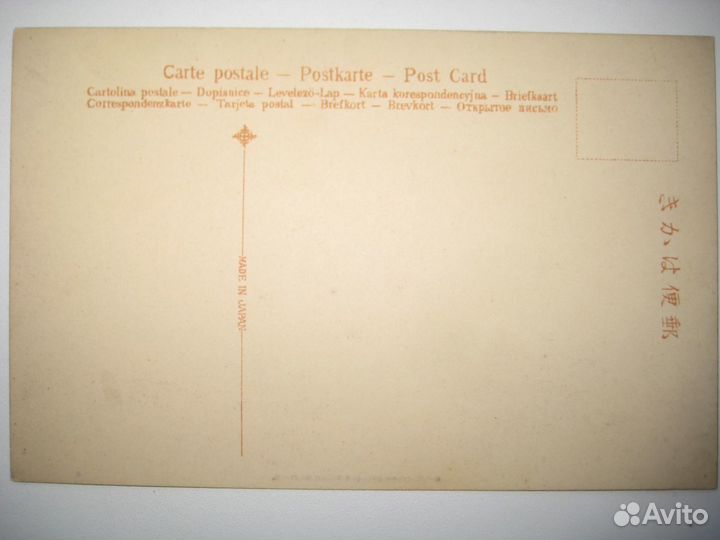 Carte postale — Postkarte — Post Card
Cartolina postale — Dopisnice — Levelezö-Lap — Karta korespondencyjna — Briefkaart
Correspondenzkarte — Tarjeta postal — Brefkort — Brevkort — Открытое письмо
MADE IN JAPAN
きかは便郵
Avito